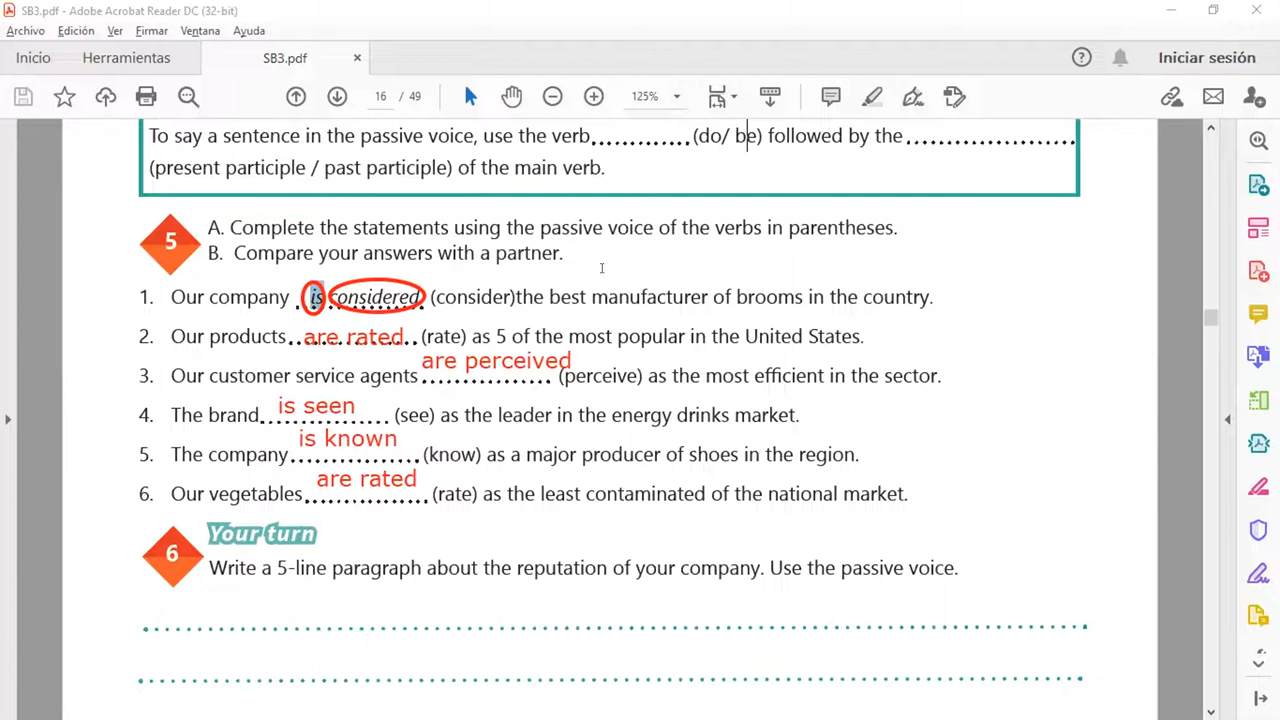 SB3.pdf - Adobe Acrobat Reader DC (32-bit)
Archivo Edición Ver Firmar Ventana Ayuda
Inicio Herramientas SB3.pdf × Iniciar sesión
16 / 49 125%
To say a sentence in the passive voice, use the verb............(do/ be) followed by the ....................
(present participle / past participle) of the main verb.
5 A. Complete the statements using the passive voice of the verbs in parentheses.
B. Compare your answers with a partner.
1. Our company is considered (consider)the best manufacturer of brooms in the country.
2. Our products are rated (rate) as 5 of the most popular in the United States.
3. Our customer service agents are perceived (perceive) as the most efficient in the sector.
4. The brand is seen (see) as the leader in the energy drinks market.
5. The company is known (know) as a major producer of shoes in the region.
6. Our vegetables are rated (rate) as the least contaminated of the national market.
Your turn
6 Write a 5-line paragraph about the reputation of your company. Use the passive voice.